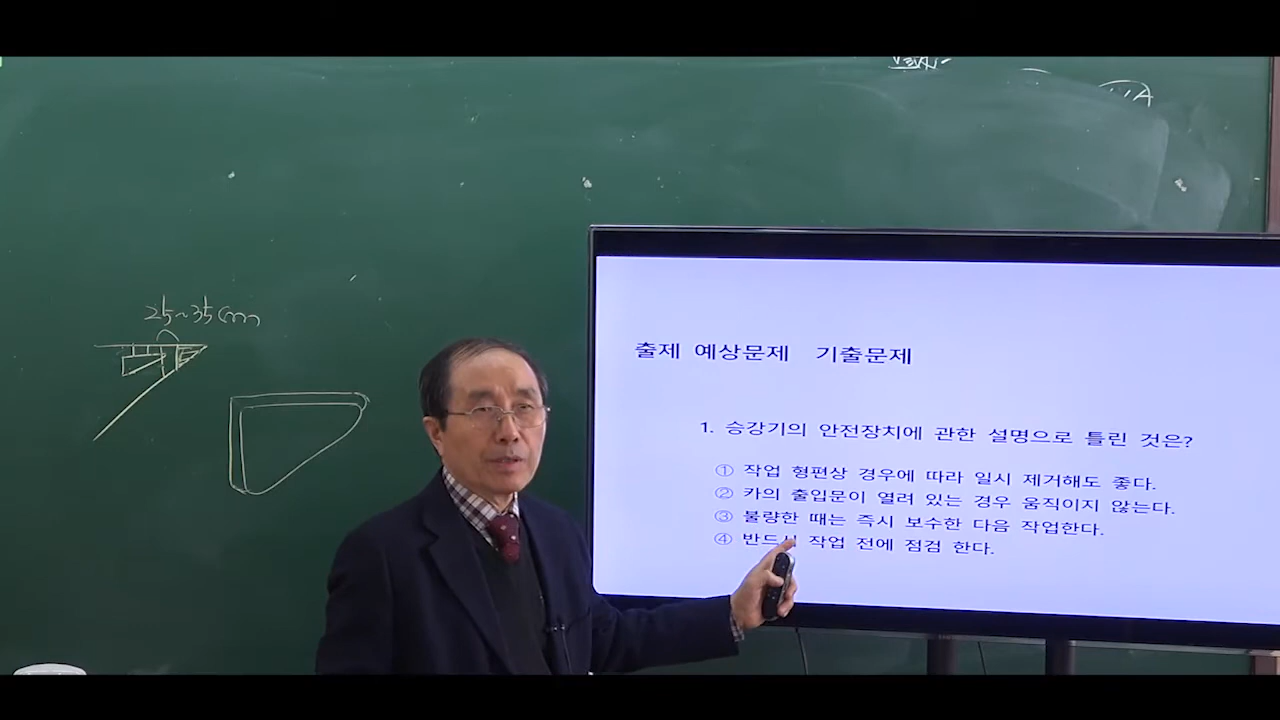 25~35cm
출제 예상문제 기출문제
1. 승강기의 안전장치에 관한 설명으로 틀린 것은?
① 작업 형편상 경우에 따라 일시 제거해도 좋다.
② 카의 출입문이 열려 있는 경우 움직이지 않는다.
③ 불량한 때는 즉시 보수한 다음 작업한다.
④ 반드시 작업 전에 점검 한다.